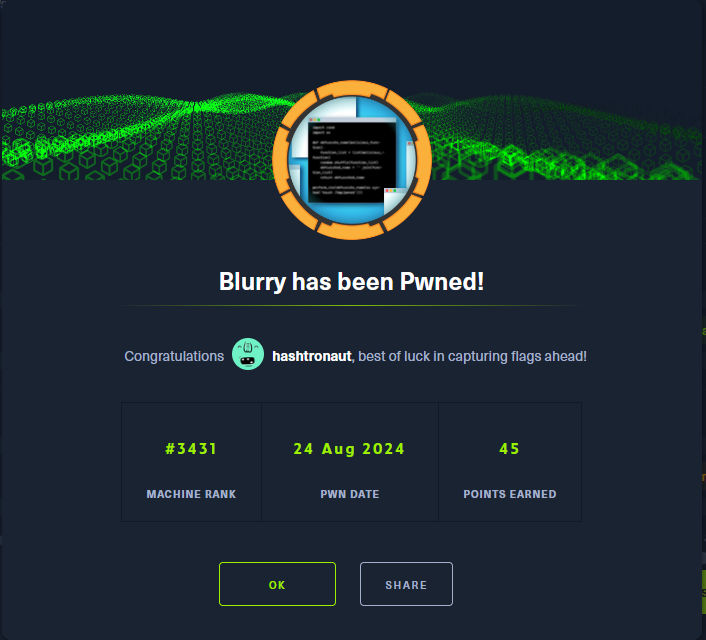 Blurry has been Pwned!
Congratulations hashtronaut, best of luck in capturing flags ahead!
#3431 24 Aug 2024 45
MACHINE RANK PWN DATE POINTS EARNED
OK SHARE